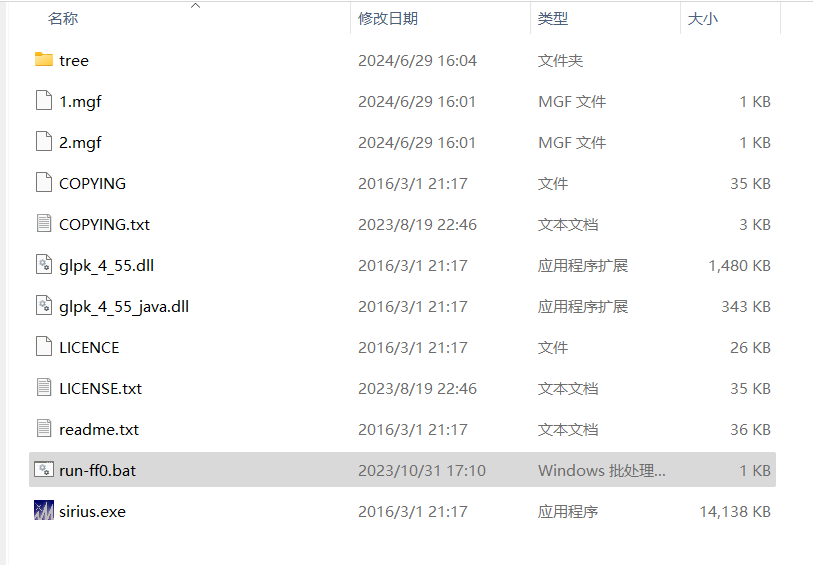 名称 修改日期 类型 大小
tree 2024/6/29 16:04 文件夹
1.mgf 2024/6/29 16:01 MGF 文件 1 KB
2.mgf 2024/6/29 16:01 MGF 文件 1 KB
COPYING 2016/3/1 21:17 文件 35 KB
COPYING.txt 2023/8/19 22:46 文本文档 3 KB
glpk_4_55.dll 2016/3/1 21:17 应用程序扩展 1,480 KB
glpk_4_55_java.dll 2016/3/1 21:17 应用程序扩展 343 KB
LICENCE 2016/3/1 21:17 文件 26 KB
LICENSE.txt 2023/8/19 22:46 文本文档 35 KB
readme.txt 2016/3/1 21:17 文本文档 36 KB
run-ff0.bat 2023/10/31 17:10 Windows 批处理... 1 KB
sirius.exe 2016/3/1 21:17 应用程序 14,138 KB